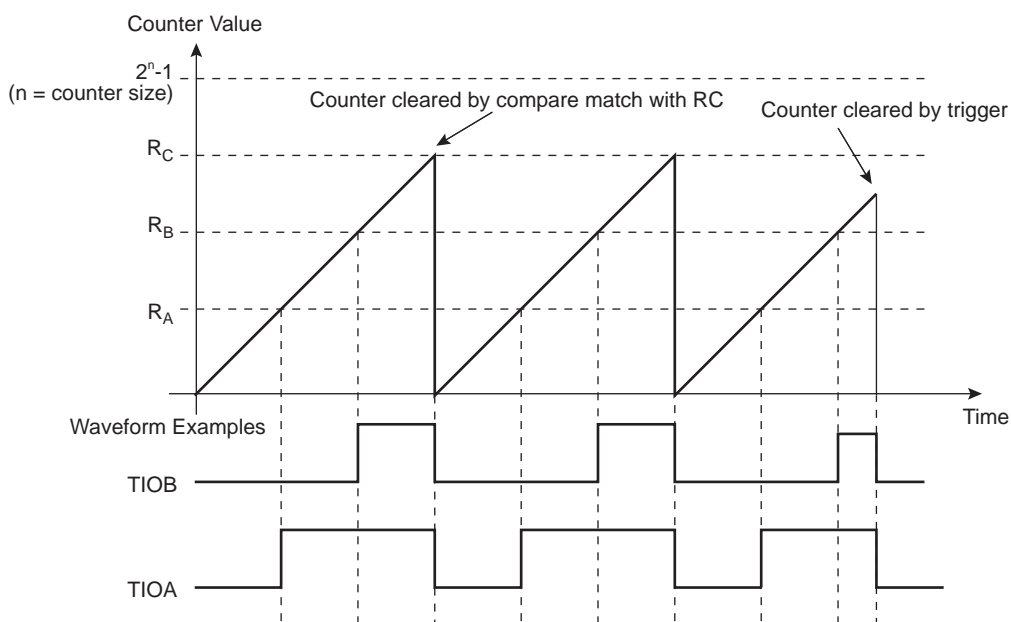 Counter Value
2ⁿ-1
(n = counter size)
Counter cleared by compare match with RC
Counter cleared by trigger
R_C
R_B
R_A
Time
Waveform Examples
TIOB
TIOA